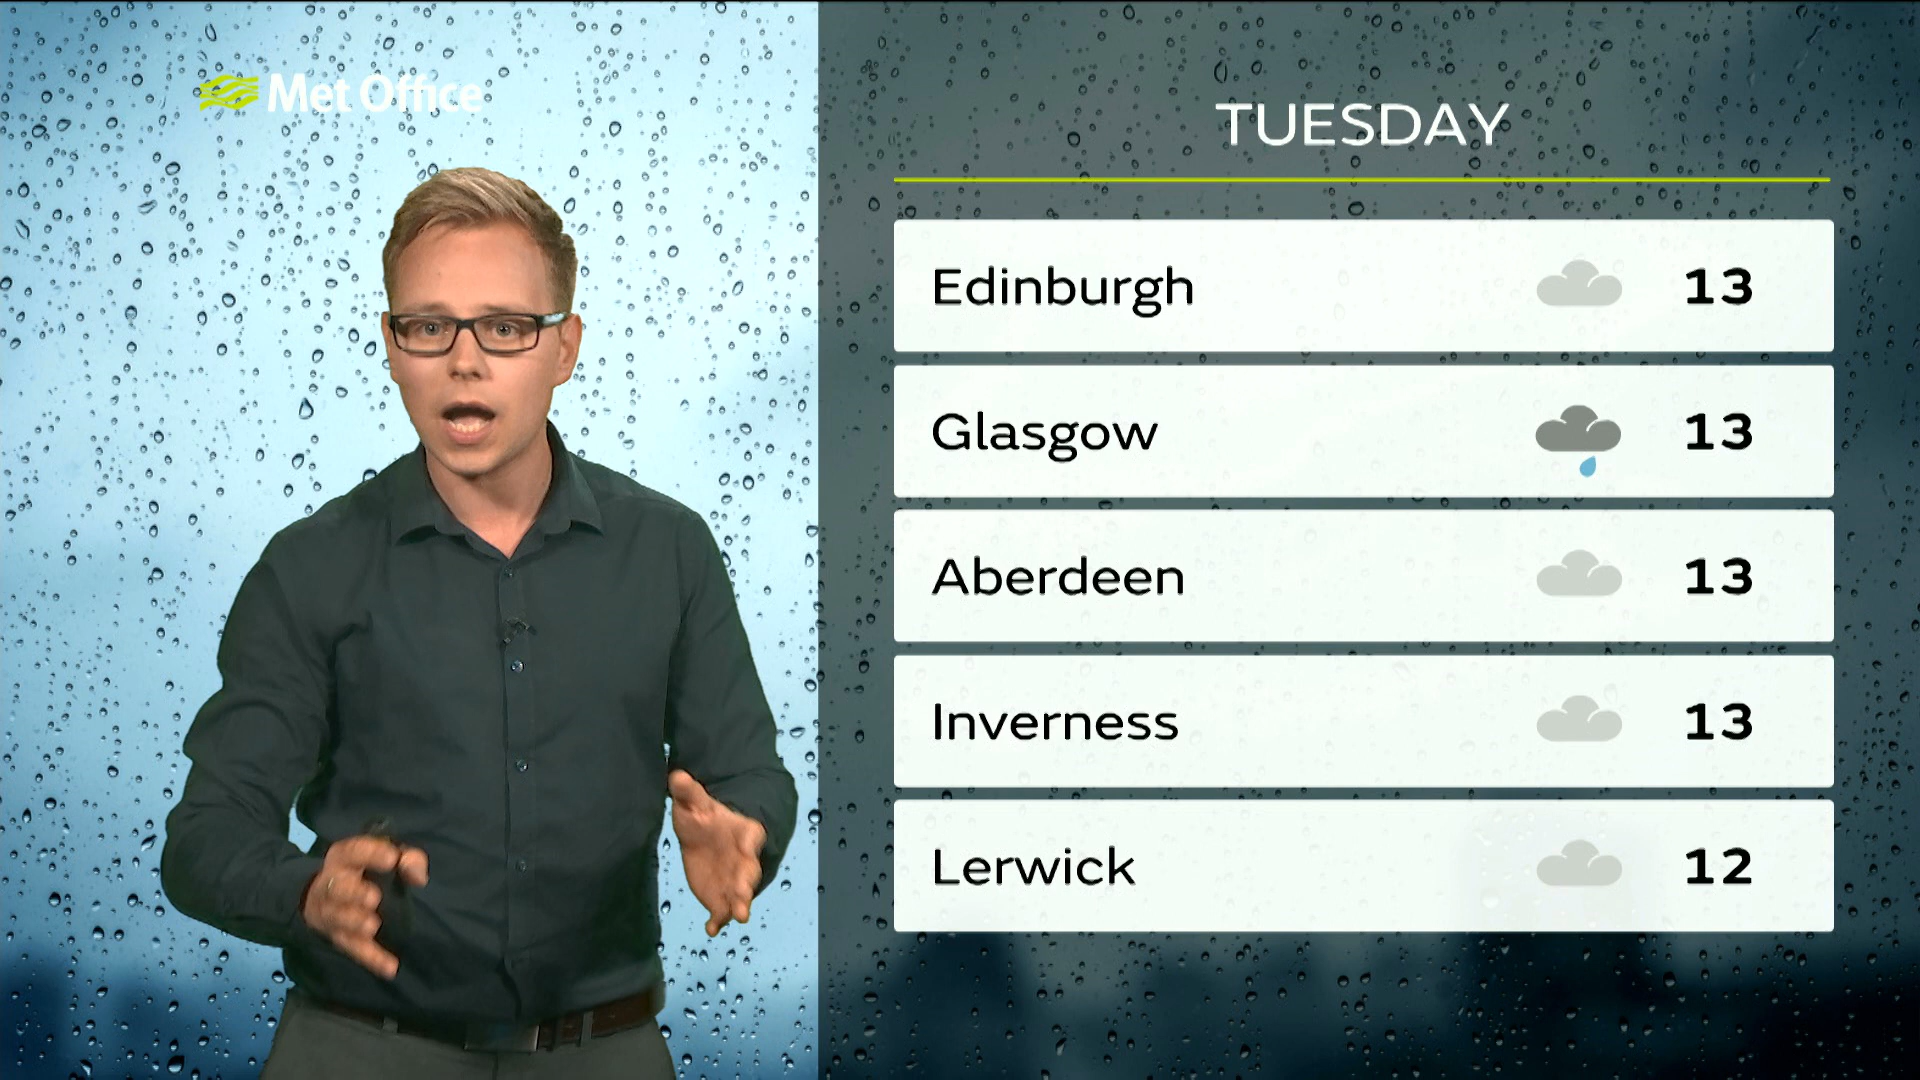 Met Office
TUESDAY
Edinburgh 13
Glasgow 13
Aberdeen 13
Inverness 13
Lerwick 12